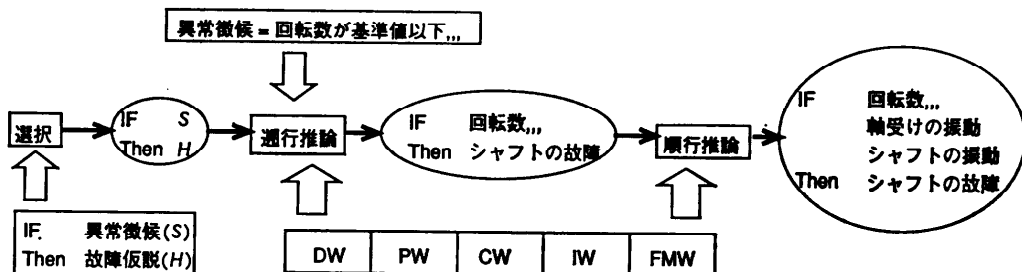 異常徴候 = 回転数が基準値以下,,,
選択
IF S
Then H
遡行推論
IF 回転数,,,
Then シャフトの故障
順行推論
IF 回転数,,,
軸受けの振動
シャフトの振動
Then シャフトの故障
IF. 異常徴候(S)
Then 故障仮説(H)
DW PW CW IW FMW